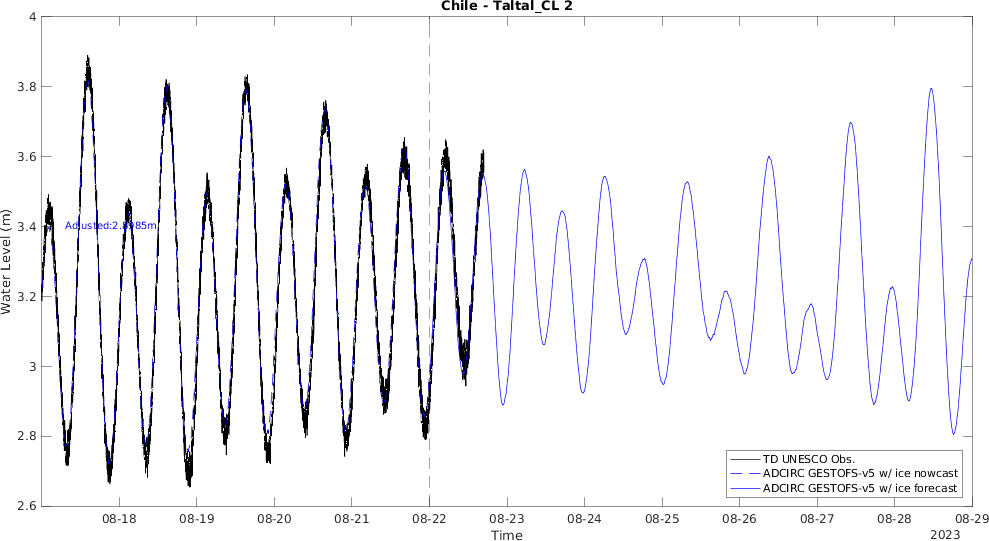 Chile - Taltal_CL 2
4
3.8
3.6
3.4
3.2
3
2.8
2.6
Water Level (m)
Adjusted:2.8985m
TD UNESCO Obs.
ADCIRC GESTOFS-v5 w/ ice nowcast
ADCIRC GESTOFS-v5 w/ ice forecast
08-18 08-19 08-20 08-21 08-22 08-23 08-24 08-25 08-26 08-27 08-28 08-29
Time
2023